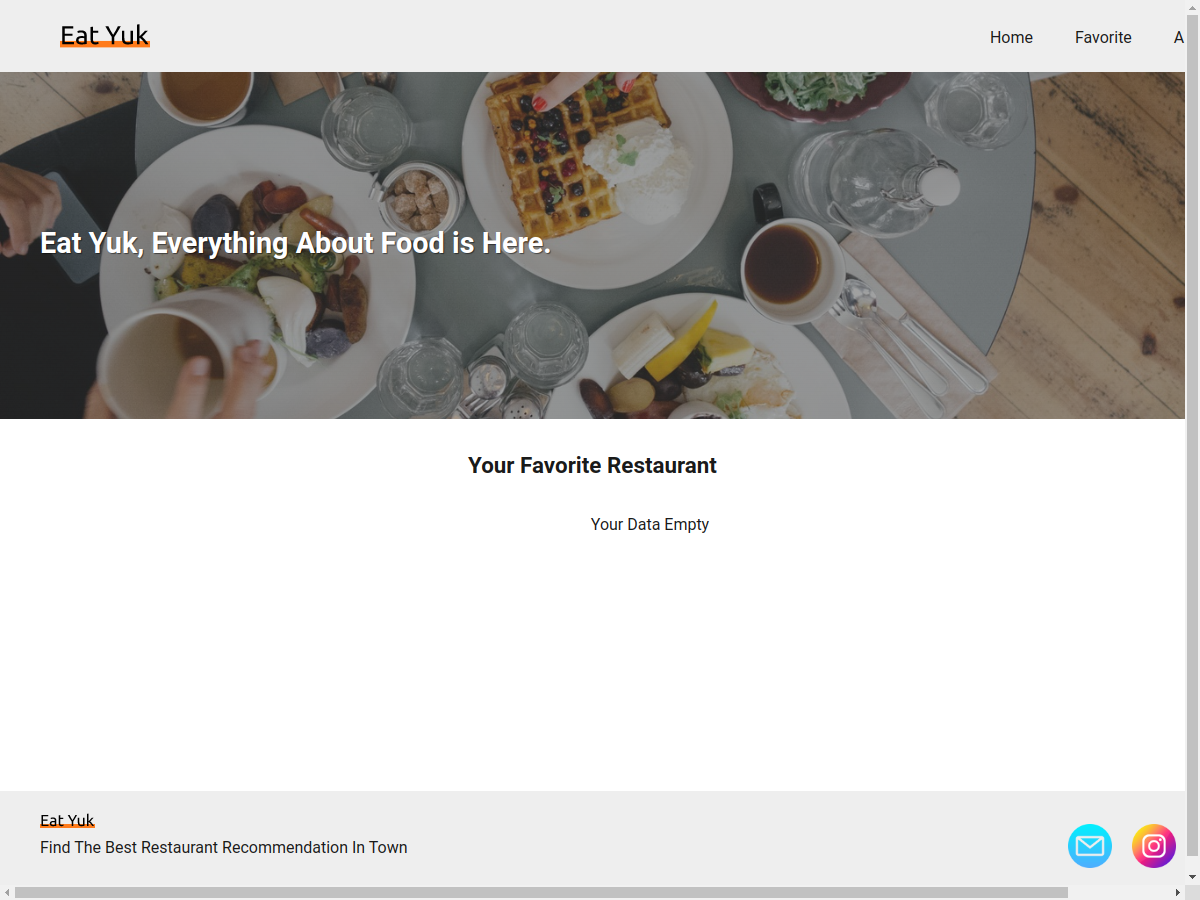 Eat Yuk
Home
Favorite
A
Eat Yuk, Everything About Food is Here.
Your Favorite Restaurant
Your Data Empty
Eat Yuk
Find The Best Restaurant Recommendation In Town